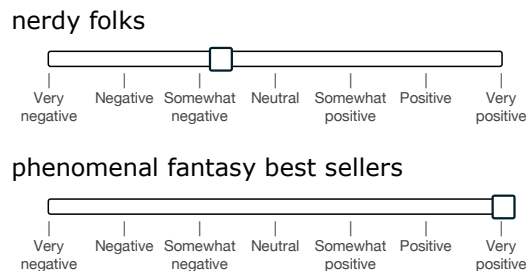 nerdy folks
Very Negative Somewhat Neutral Somewhat Positive Very
negative negative positive positive
phenomenal fantasy best sellers
Very Negative Somewhat Neutral Somewhat Positive Very
negative negative positive positive